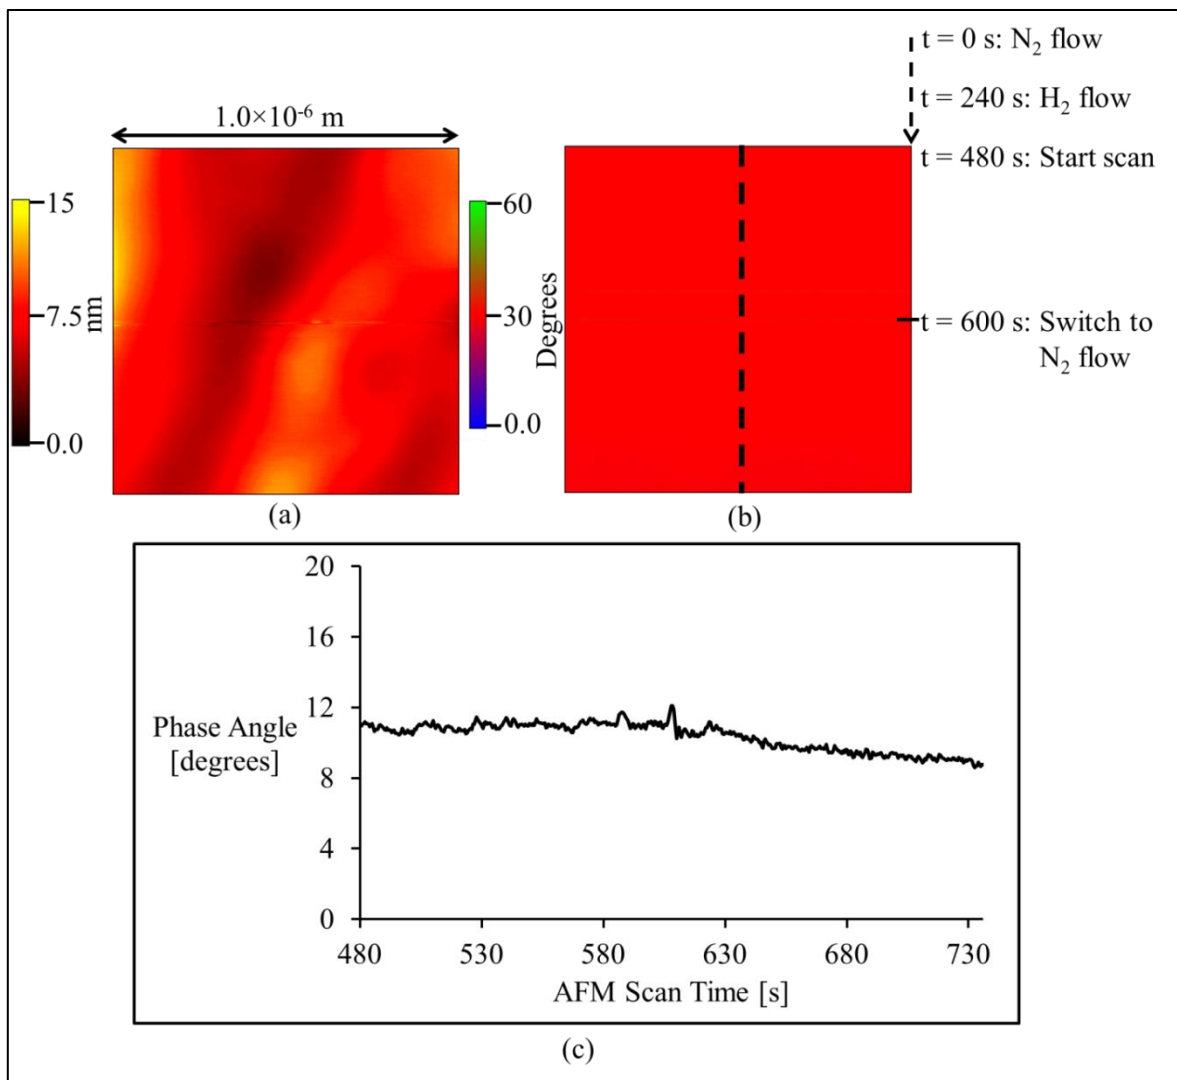 1.0×10⁻⁶ m
t = 0 s: N₂ flow
t = 240 s: H₂ flow
t = 480 s: Start scan
t = 600 s: Switch to
N₂ flow
15
7.5
0.0
nm
60
30
0.0
Degrees
(a)
(b)
20
16
12
8
4
0
Phase Angle
[degrees]
480 530 580 630 680 730
AFM Scan Time [s]
(c)